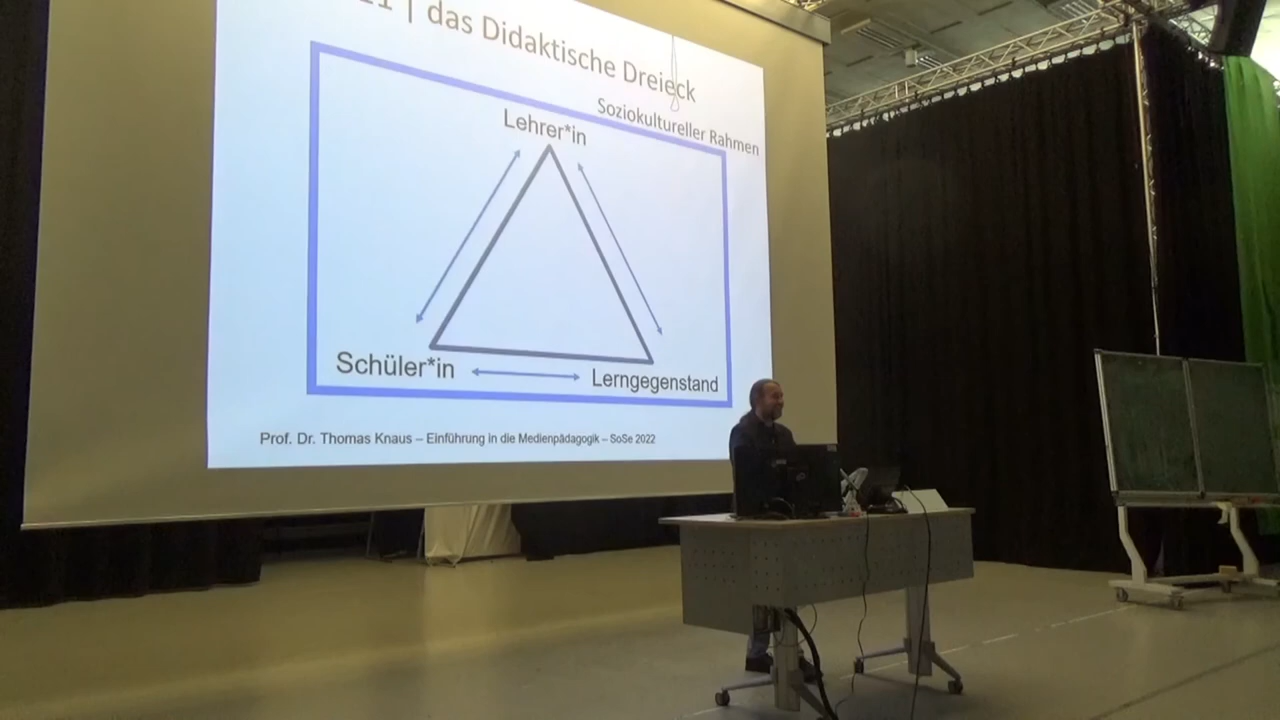 | das Didaktische Dreieck
Soziokultureller Rahmen
Lehrer*in
Schüler*in
Lerngegenstand
Prof. Dr. Thomas Knaus – Einführung in die Medienpädagogik – SoSe 2022